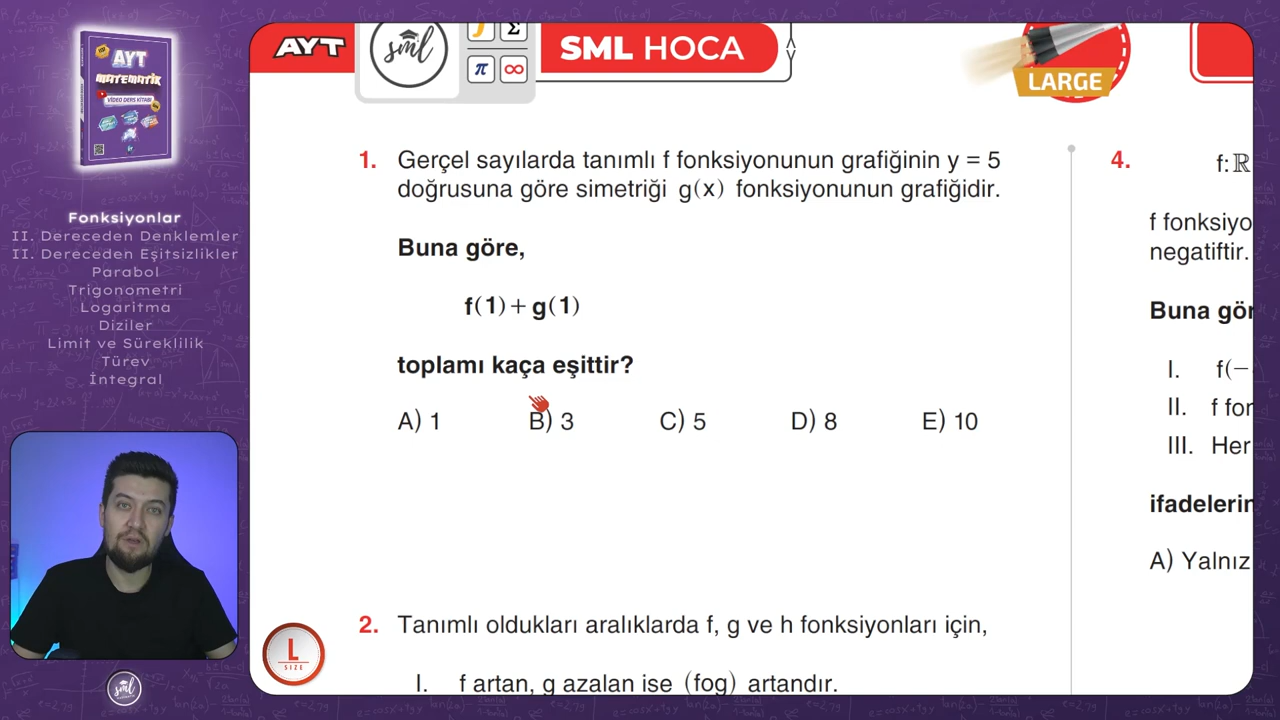 AYT
MATEMATİK
VİDEO DERS KİTABI
Fonksiyonlar
II. Dereceden Denklemler
II. Dereceden Eşitsizlikler
Parabol
Trigonometri
Logaritma
Diziler
Limit ve Süreklilik
Türev
İntegral
sml
AYT
sml
∫ Σ
π ∞
SML HOCA
LARGE
1. Gerçel sayılarda tanımlı f fonksiyonunun grafiğinin y = 5
doğrusuna göre simetriği g(x) fonksiyonunun grafiğidir.
Buna göre,
f(1) + g(1)
toplamı kaça eşittir?
A) 1 B) 3 C) 5 D) 8 E) 10
L
SIZE
2. Tanımlı oldukları aralıklarda f, g ve h fonksiyonları için,
I. f artan, g azalan ise (fog) artandır.
4. f: ℝ
f fonksiyo
negatiftir.
Buna gör
I. f(−
II. f for
III. Her
ifadelerin
A) Yalnız